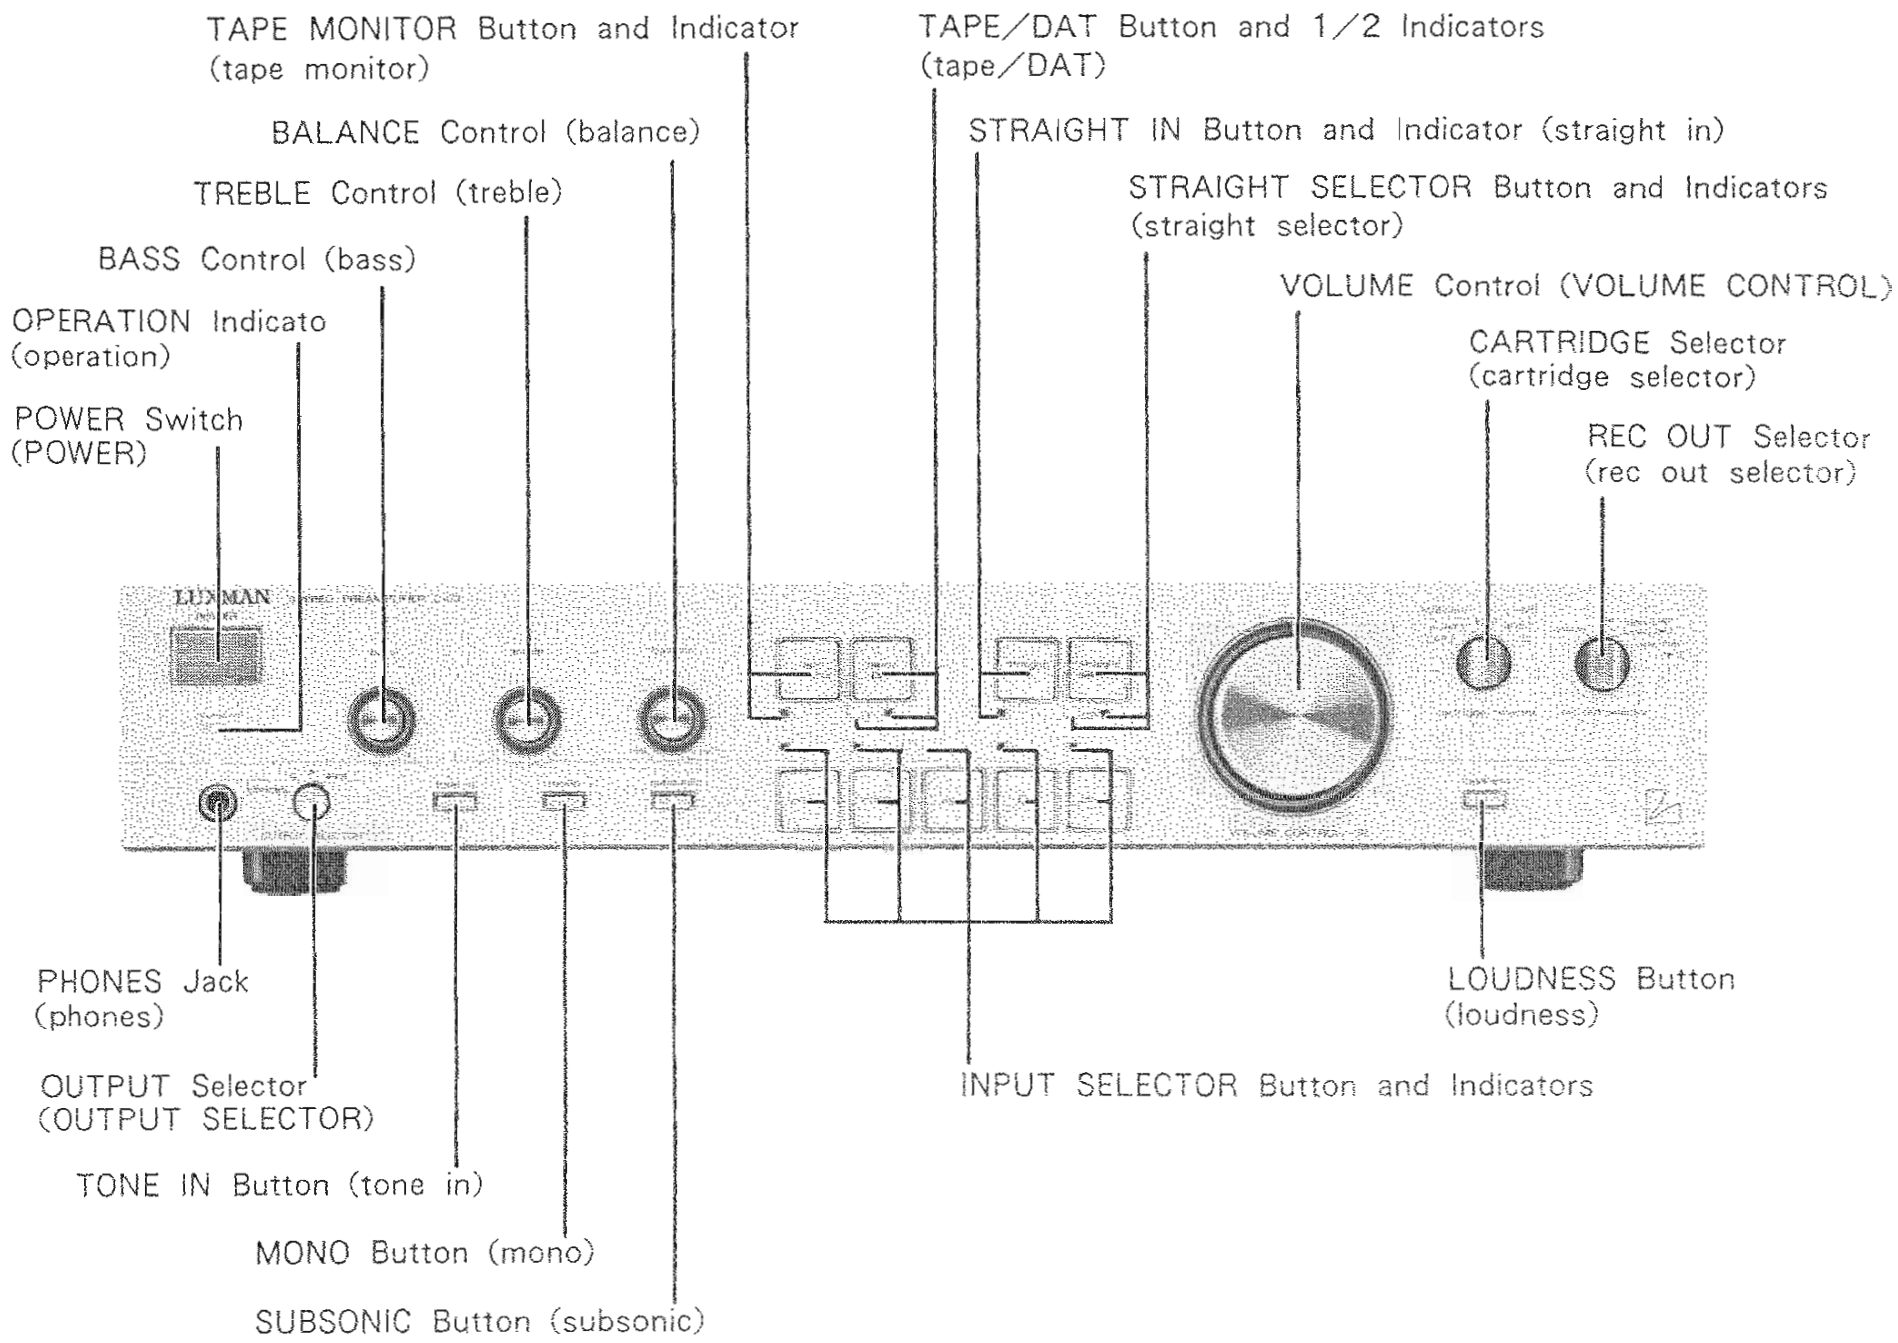 TAPE MONITOR Button and Indicator
(tape monitor)
TAPE/DAT Button and 1/2 Indicators
(tape/DAT)
BALANCE Control (balance)
STRAIGHT IN Button and Indicator (straight in)
TREBLE Control (treble)
STRAIGHT SELECTOR Button and Indicators
(straight selector)
BASS Control (bass)
VOLUME Control (VOLUME CONTROL)
OPERATION Indicato
(operation)
CARTRIDGE Selector
(cartridge selector)
POWER Switch
(POWER)
REC OUT Selector
(rec out selector)
LUXMAN
PHONES Jack
(phones)
LOUDNESS Button
(loudness)
OUTPUT Selector
(OUTPUT SELECTOR)
INPUT SELECTOR Button and Indicators
TONE IN Button (tone in)
MONO Button (mono)
SUBSONIC Button (subsonic)